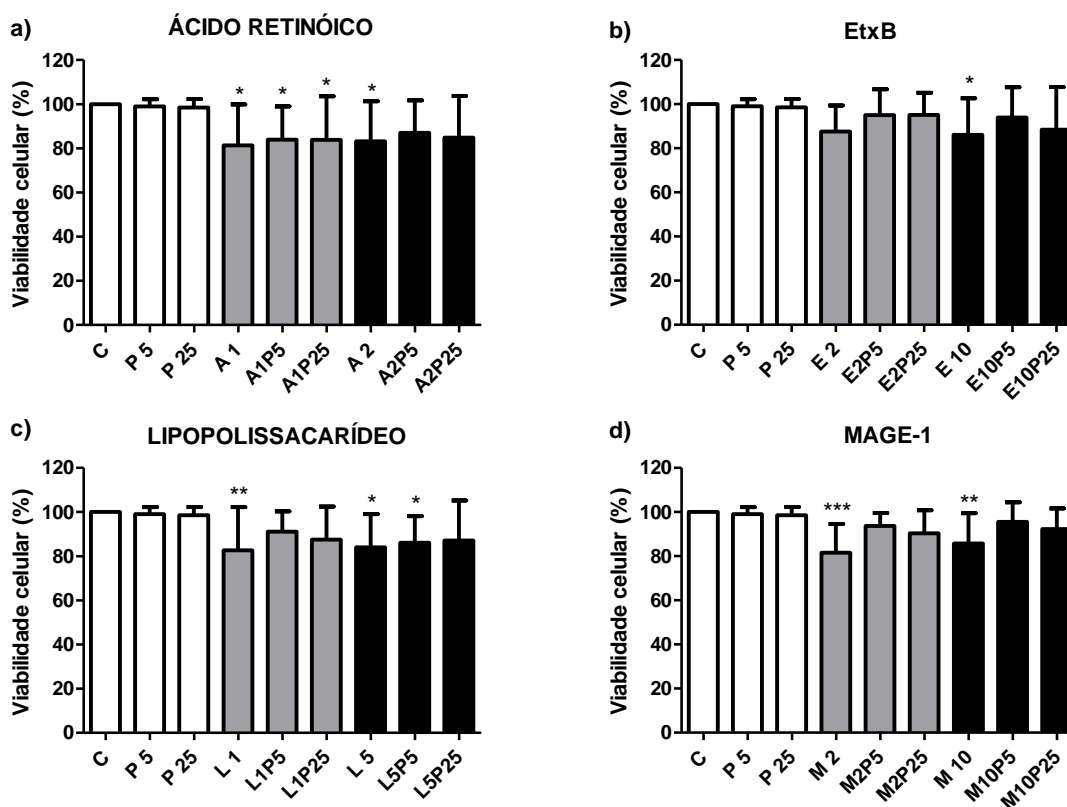 a)
ÁCIDO RETINÓICO
Viabilidade celular (%)
120
100
80
60
40
20
0
* * * *
C P 5 P 25 A 1 A1P5 A1P25 A 2 A2P5 A2P25
b)
EtxB
Viabilidade celular (%)
120
100
80
60
40
20
0
*
C P 5 P 25 E 2 E2P5 E2P25 E 10 E10P5 E10P25
c)
LIPOPOLISSACARÍDEO
Viabilidade celular (%)
120
100
80
60
40
20
0
** * *
C P 5 P 25 L 1 L1P5 L1P25 L 5 L5P5 L5P25
d)
MAGE-1
Viabilidade celular (%)
120
100
80
60
40
20
0
*** **
C P 5 P 25 M 2 M2P5 M2P25 M 10 M10P5 M10P25